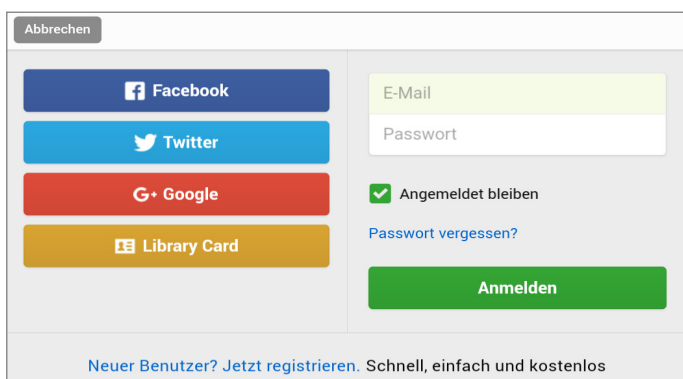 Abbrechen
Facebook
Twitter
G+ Google
Library Card
E-Mail
Passwort
Angemeldet bleiben
Passwort vergessen?
Anmelden
Neuer Benutzer? Jetzt registrieren. Schnell, einfach und kostenlos